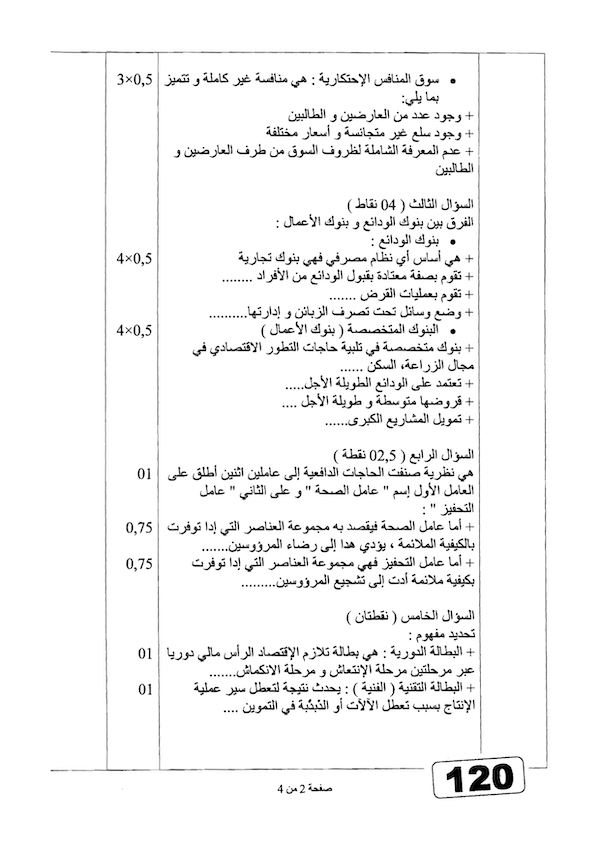 • سوق المنافس الإحتكارية : هي منافسة غير كاملة و تتميز 3×0,5
بما يلي:
+ وجود عدد من العارضين و الطالبين
+ وجود سلع غير متجانسة و أسعار مختلفة
+ عدم المعرفة الشاملة لظروف السوق من طرف العارضين و
الطالبين
السؤال الثالث ( 04 نقاط )
الفرق بين بنوك الودائع و بنوك الأعمال :
• بنوك الودائع :
+ هي أساس أي نظام مصرفي فهي بنوك تجارية 4×0,5
+ تقوم بصفة معتادة بقبول الودائع من الأفراد ........
+ تقوم بعمليات القرض .......
+ وضع وسائل تحت تصرف الزبائن و إدارتها..........
• البنوك المتخصصة ( بنوك الأعمال ) 4×0,5
+ بنوك متخصصة في تلبية حاجات التطور الاقتصادي في
مجال الزراعة، السكن ......
+ تعتمد على الودائع الطويلة الأجل.....
+ قروضها متوسطة و طويلة الأجل ....
+ تمويل المشاريع الكبرى......
السؤال الرابع ( 02,5 نقطة )
هي نظرية صنفت الحاجات الدافعية إلى عاملين اثنين أطلق على 01
العامل الأول إسم " عامل الصحة " و على الثاني " عامل
التحفيز " :
+ أما عامل الصحة فيقصد به مجموعة العناصر التي إدا توفرت 0,75
بالكيفية الملائمة ، يؤدي هدا إلى رضاء المرؤوسين.......
+ أما عامل التحفيز فهي مجموعة العناصر التي إدا توفرت 0,75
بكيفية ملائمة أدت إلى تشجيع المرؤوسين.........
السؤال الخامس ( نقطتان )
تحديد مفهوم :
+ البطالة الدورية : هي بطالة تلازم الإقتصاد الرأس مالي دوريا 01
عبر مرحلتين مرحلة الإنتعاش و مرحلة الانكماش.......
+ البطالة التقنية ( الفنية ) : يحدث نتيجة لتعطل سير عملية 01
الإنتاج بسبب تعطل الآلات أو الذبذبة في التموين ....
120
صفحة 2 من 4